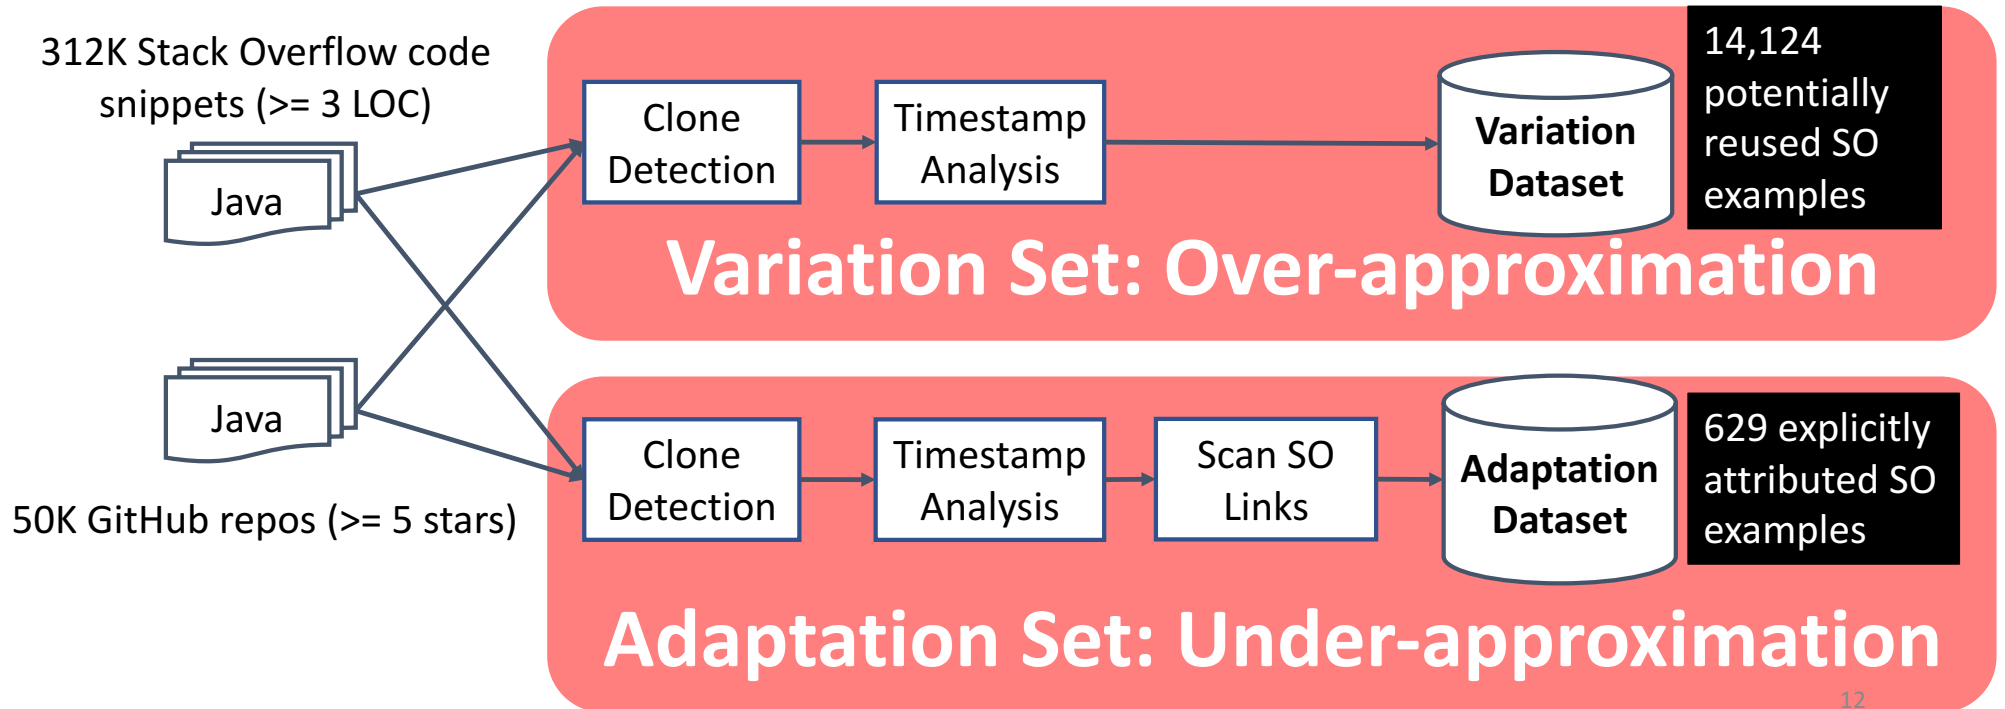 312K Stack Overflow code
snippets (>= 3 LOC)
Java
Java
50K GitHub repos (>= 5 stars)
Clone
Detection
Timestamp
Analysis
Variation
Dataset
14,124
potentially
reused SO
examples
Variation Set: Over-approximation
Clone
Detection
Timestamp
Analysis
Scan SO
Links
Adaptation
Dataset
629 explicitly
attributed SO
examples
Adaptation Set: Under-approximation
12